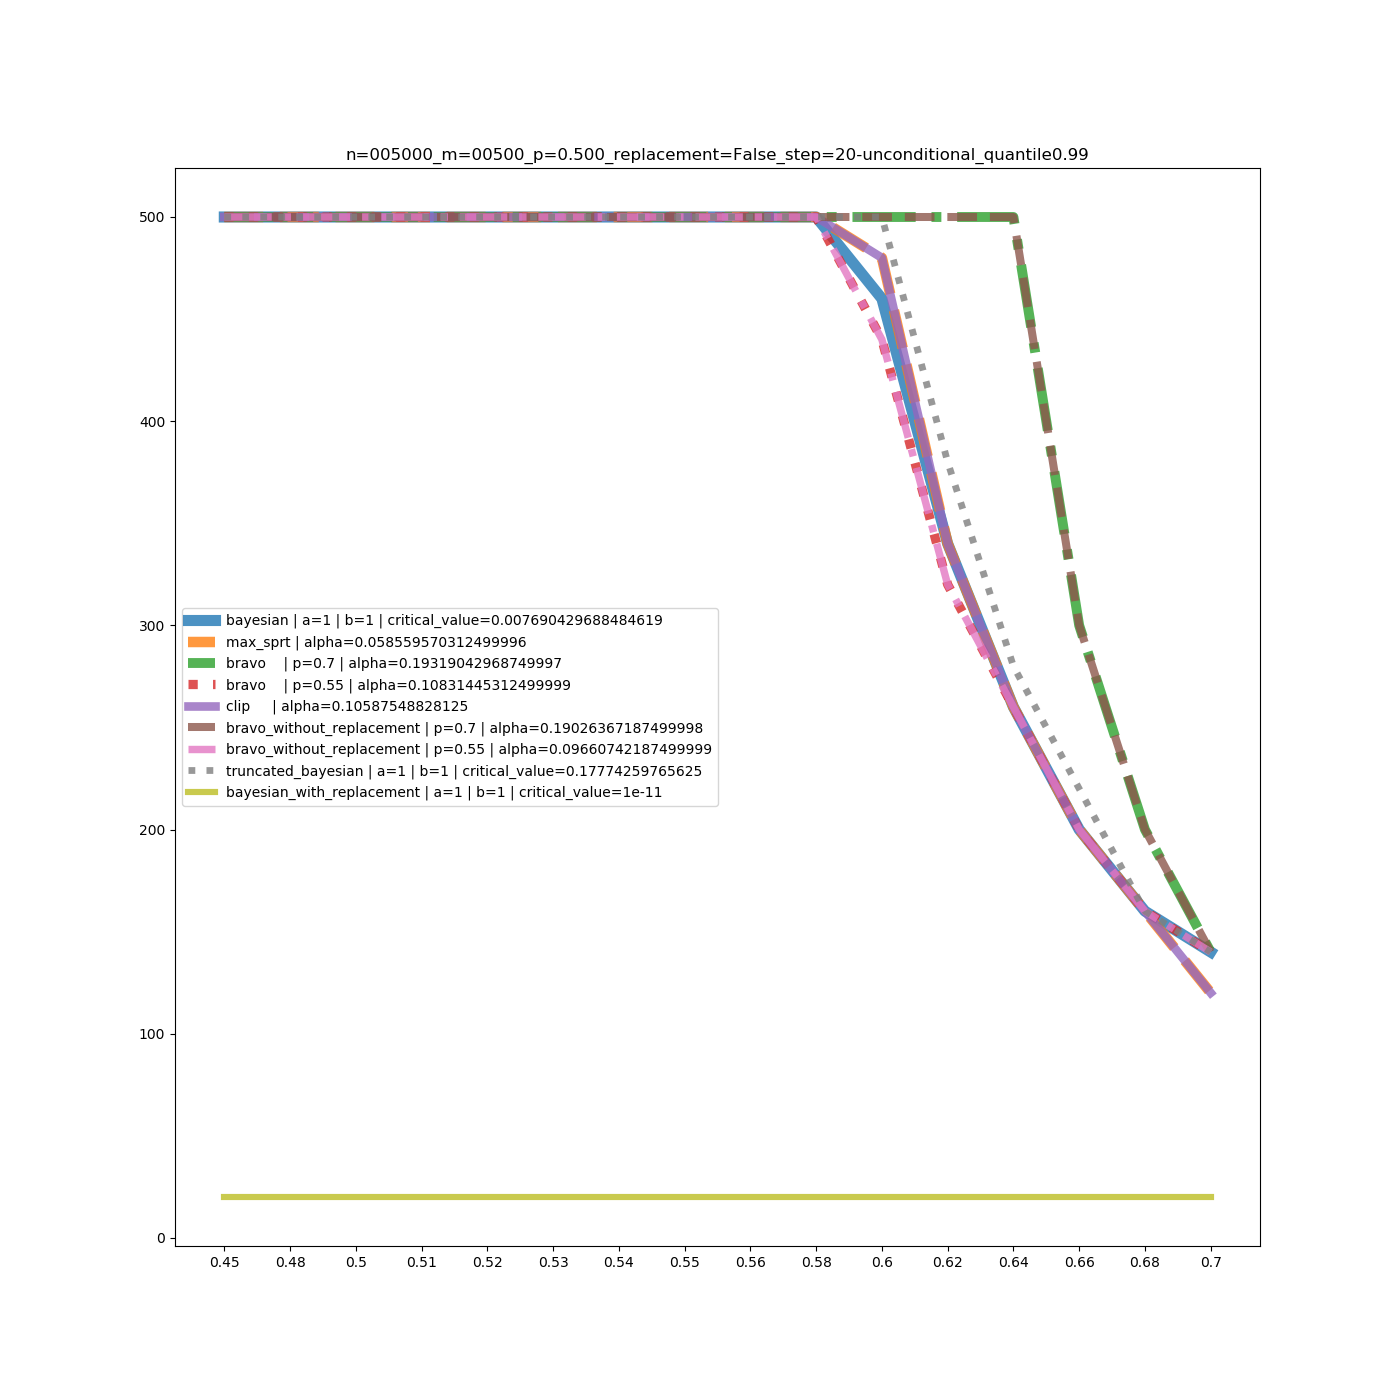 n=005000_m=00500_p=0.500_replacement=False_step=20-unconditional_quantile0.99
500
400
300
200
100
0
bayesian | a=1 | b=1 | critical_value=0.007690429688484619
max_sprt | alpha=0.058559570312499996
bravo | p=0.7 | alpha=0.19319042968749997
bravo | p=0.55 | alpha=0.10831445312499999
clip | alpha=0.10587548828125
bravo_without_replacement | p=0.7 | alpha=0.19026367187499998
bravo_without_replacement | p=0.55 | alpha=0.09660742187499999
truncated_bayesian | a=1 | b=1 | critical_value=0.17774259765625
bayesian_with_replacement | a=1 | b=1 | critical_value=1e-11
0.45 0.48 0.5 0.51 0.52 0.53 0.54 0.55 0.56 0.58 0.6 0.62 0.64 0.66 0.68 0.7